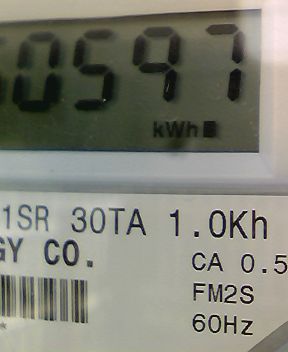 0597
kWh
1SR 30TA 1.0Kh
GY CO.
CA 0.5
FM2S
60Hz